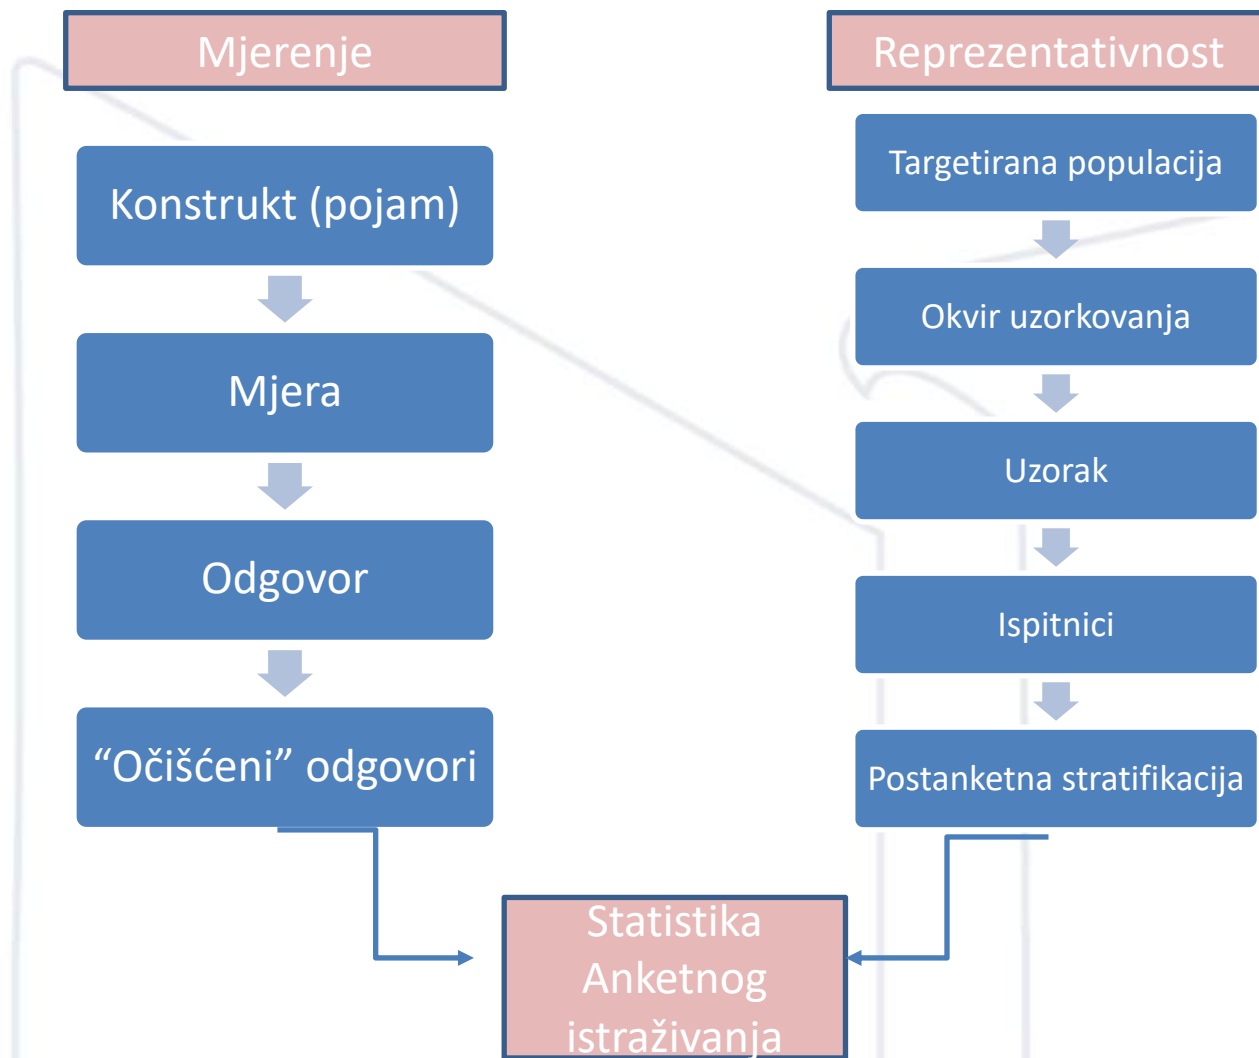 Mjerenje
Konstrukt (pojam)
Mjera
Odgovor
“Očišćeni” odgovori
Reprezentativnost
Targetirana populacija
Okvir uzorkovanja
Uzorak
Ispitnici
Postanketna stratifikacija
Statistika
Anketnog
istraživanja